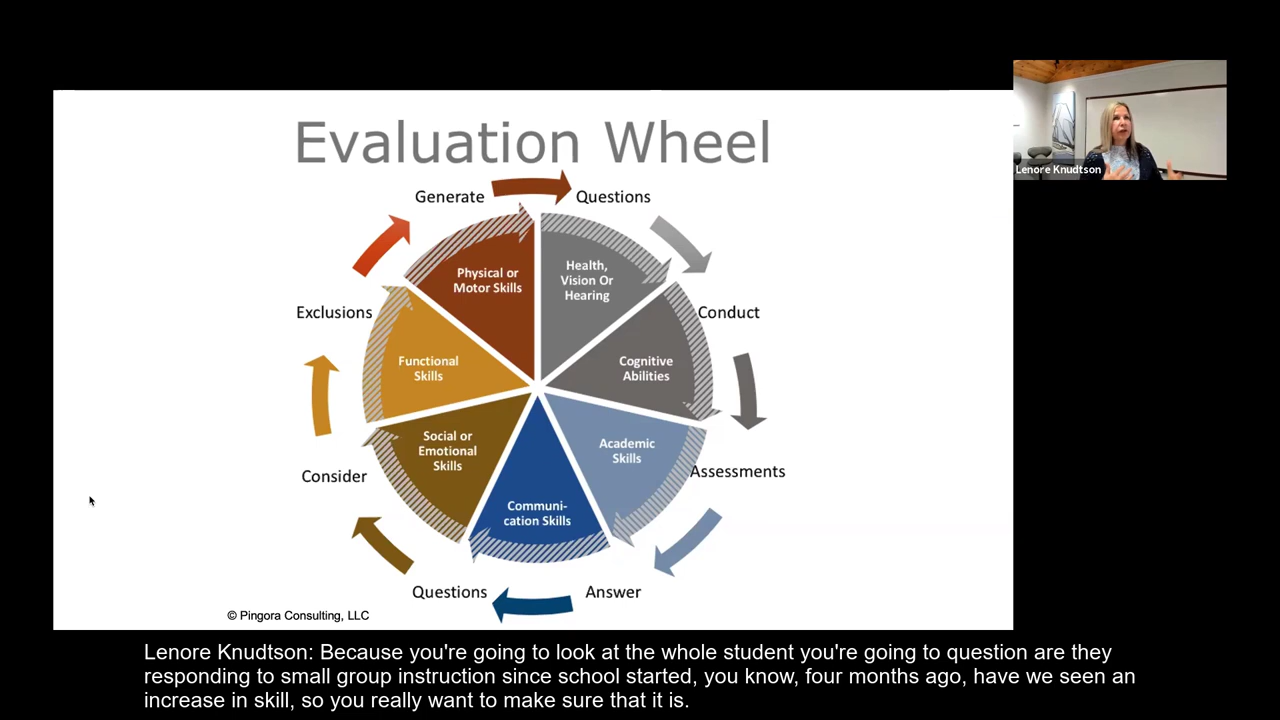 Evaluation Wheel
Generate
Questions
Physical or
Motor Skills
Health,
Vision Or
Hearing
Exclusions
Conduct
Functional
Skills
Cognitive
Abilities
Social or
Emotional
Skills
Academic
Skills
Consider
Assessments
Communi-
cation Skills
Questions
Answer
© Pingora Consulting, LLC
Lenore Knudtson
Lenore Knudtson: Because you're going to look at the whole student you're going to question are they
responding to small group instruction since school started, you know, four months ago, have we seen an
increase in skill, so you really want to make sure that it is.